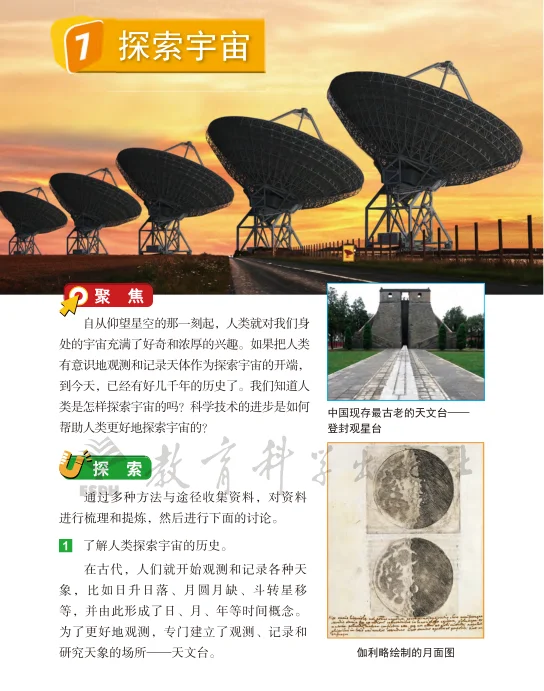 1 探索宇宙
聚 焦
自从仰望星空的那一刻起，人类就对我们身
处的宇宙充满了好奇和浓厚的兴趣。如果把人类
有意识地观测和记录天体作为探索宇宙的开端，
到今天，已经有好几千年的历史了。我们知道人
类是怎样探索宇宙的吗？科学技术的进步是如何
帮助人类更好地探索宇宙的？
中国现存最古老的天文台——
登封观星台
探 索
教育科学出版社
ESPH
通过多种方法与途径收集资料，对资料
进行梳理和提炼，然后进行下面的讨论。
1 了解人类探索宇宙的历史。
在古代，人们就开始观测和记录各种天
象，比如日升日落、月圆月缺、斗转星移
等，并由此形成了日、月、年等时间概念。
为了更好地观测，专门建立了观测、记录和
研究天象的场所——天文台。
伽利略绘制的月面图